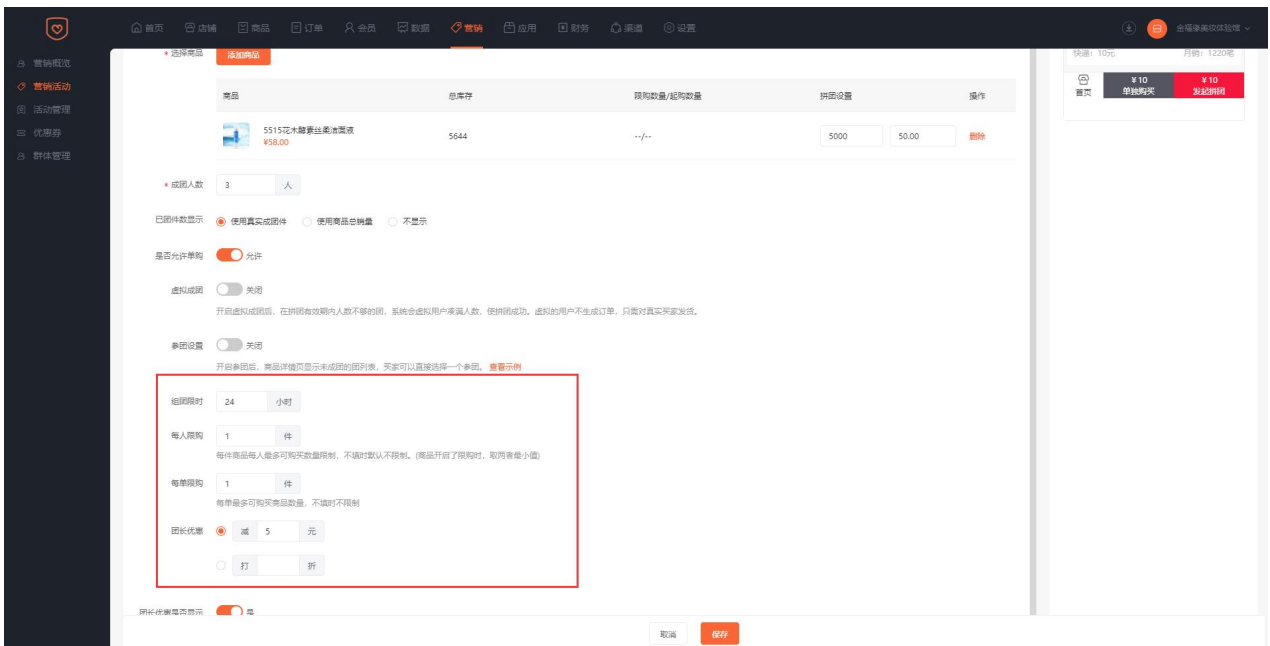 首页 店铺 商品 订单 会员 数据 营销 应用 财务 渠道 设置
金福缘美妆体验馆
营销概览
营销活动
活动管理
优惠券
群体管理
* 选择商品 添加商品
商品 总库存 限购数量/起购数量 拼团设置 操作
5515花木酵素丝柔洁面液
¥58.00
5644 --/-- 5000 50.00 删除
* 成团人数 3 人
已团件数显示 使用真实成团件 使用商品总销量 不显示
是否允许单购 允许
虚拟成团 关闭
开启虚拟成团后，在拼团有效期内人数不够的团，系统会虚拟用户凑满人数，使拼团成功。虚拟的用户不生成订单，只需对真实买家发货。
参团设置 关闭
开启参团后，商品详情页显示未成团的团列表，买家可以直接选择一个参团。 查看示例
组团限时 24 小时
每人限购 1 件
每件商品每人最多可购买数量限制，不填时默认不限制。(商品开启了限购时，取两者最小值)
每单限购 1 件
每单最多可购买商品数量，不填时不限制
团长优惠 减 5 元
打 折
团长优惠是否显示 是
取消 保存
快递：10元 月销：1220笔
首页
¥10
单独购买
¥10
发起拼团